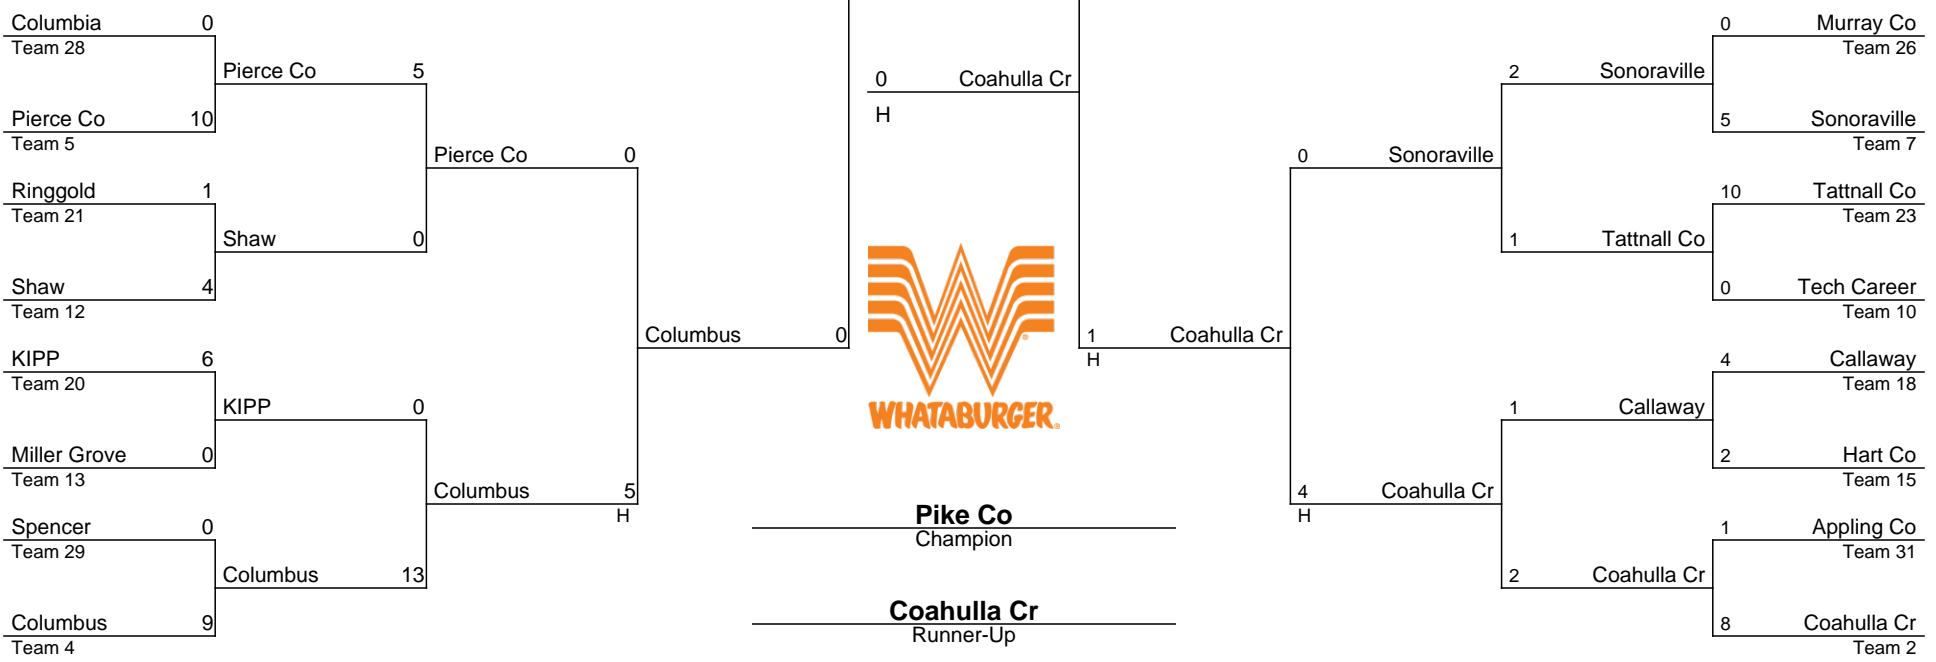 Columbia 0
Team 28
Pierce Co 5
Pierce Co 10
Team 5
Pierce Co 0
Ringgold 1
Team 21
Shaw 0
Shaw 4
Team 12
Columbus 0
KIPP 6
Team 20
KIPP 0
Miller Grove 0
Team 13
Columbus 5
H
Spencer 0
Team 29
Columbus 13
Columbus 9
Team 4
0 Coahulla Cr
H
WHATABURGER®
Pike Co
Champion
Coahulla Cr
Runner-Up
0 Murray Co
Team 26
2 Sonoraville
5 Sonoraville
Team 7
0 Sonoraville
10 Tattnall Co
Team 23
1 Tattnall Co
0 Tech Career
Team 10
1 Coahulla Cr
H
4 Callaway
Team 18
1 Callaway
2 Hart Co
Team 15
4 Coahulla Cr
H
1 Appling Co
Team 31
2 Coahulla Cr
8 Coahulla Cr
Team 2